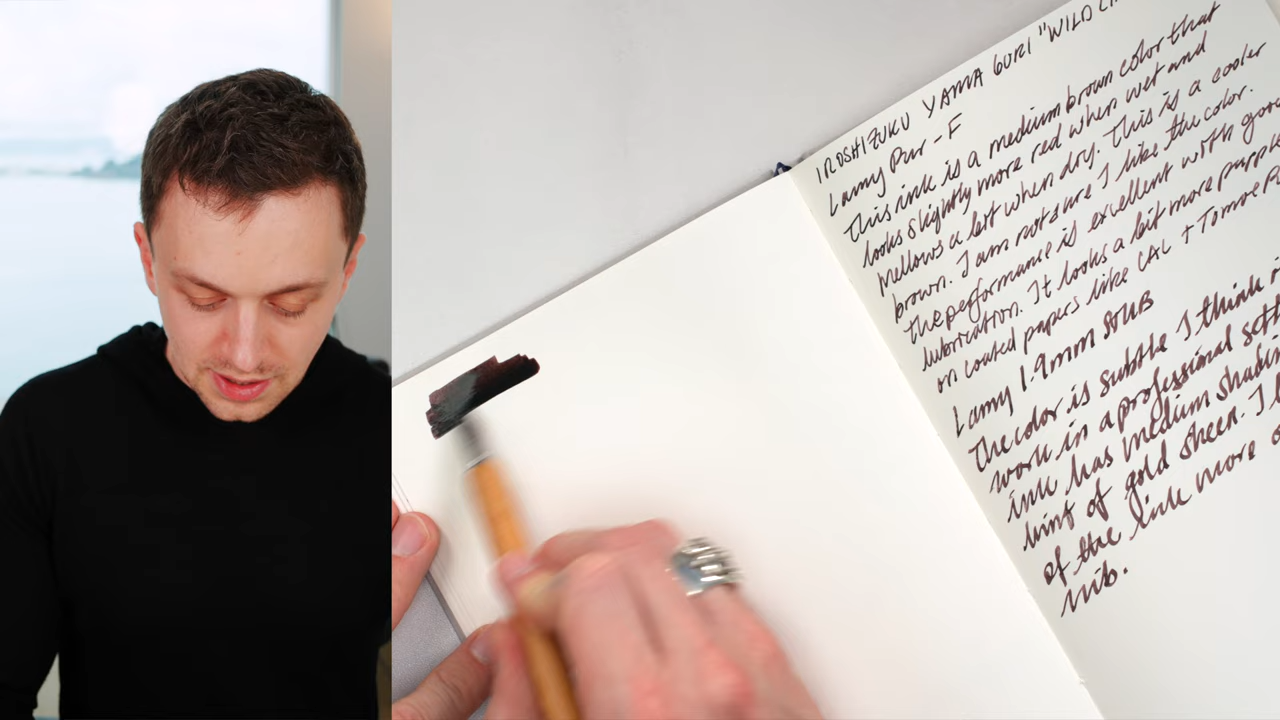 IROSHIZUKU YAMA GURI "WILD
Lamy Pur - F
This ink is a medium brown color that
looks slightly more red when wet and
mellows a lot when dry. This is a cooler
brown. I am not sure I like the color.
the performance is excellent with good
lubrication. It looks a bit more purple
on coated papers like CAL + Tomoe
Lamy 1.9mm STUB
The color is subtle I think
work in a professional
ink has medium shading
hint of gold sheen. I
of the ink more
nib.